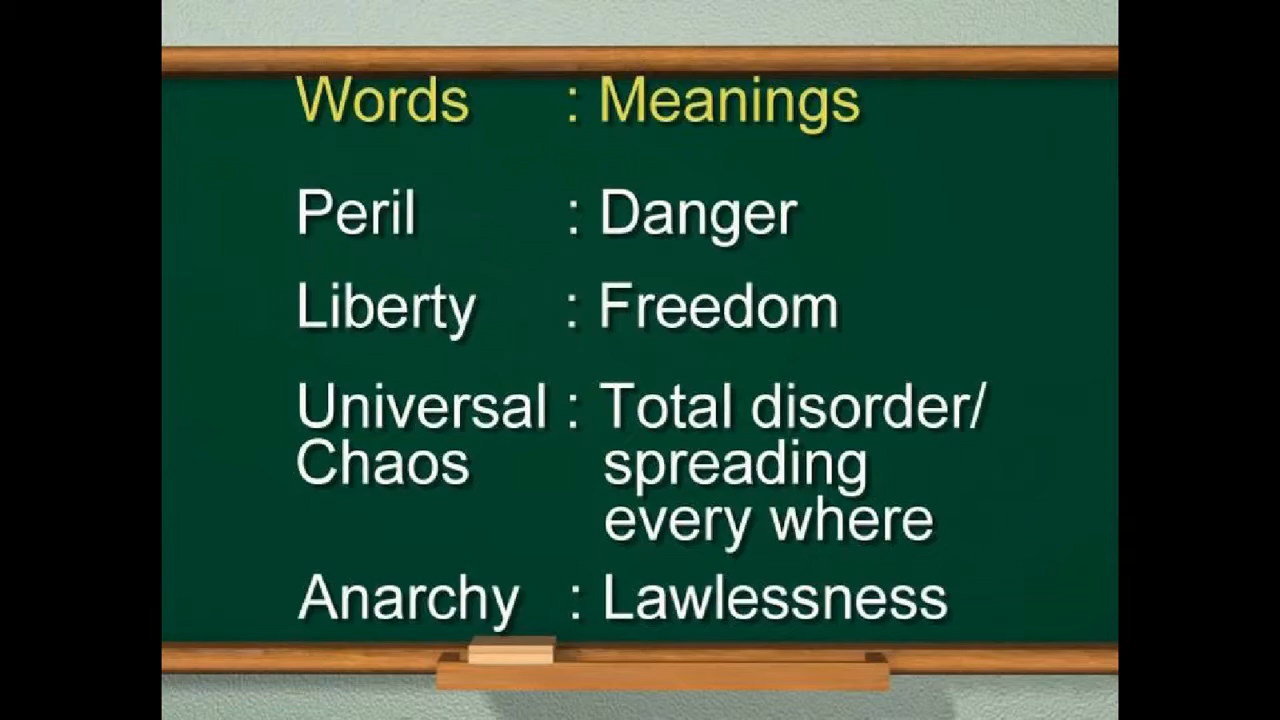 Words : Meanings
Peril : Danger
Liberty : Freedom
Universal : Total disorder/
Chaos spreading
every where
Anarchy : Lawlessness